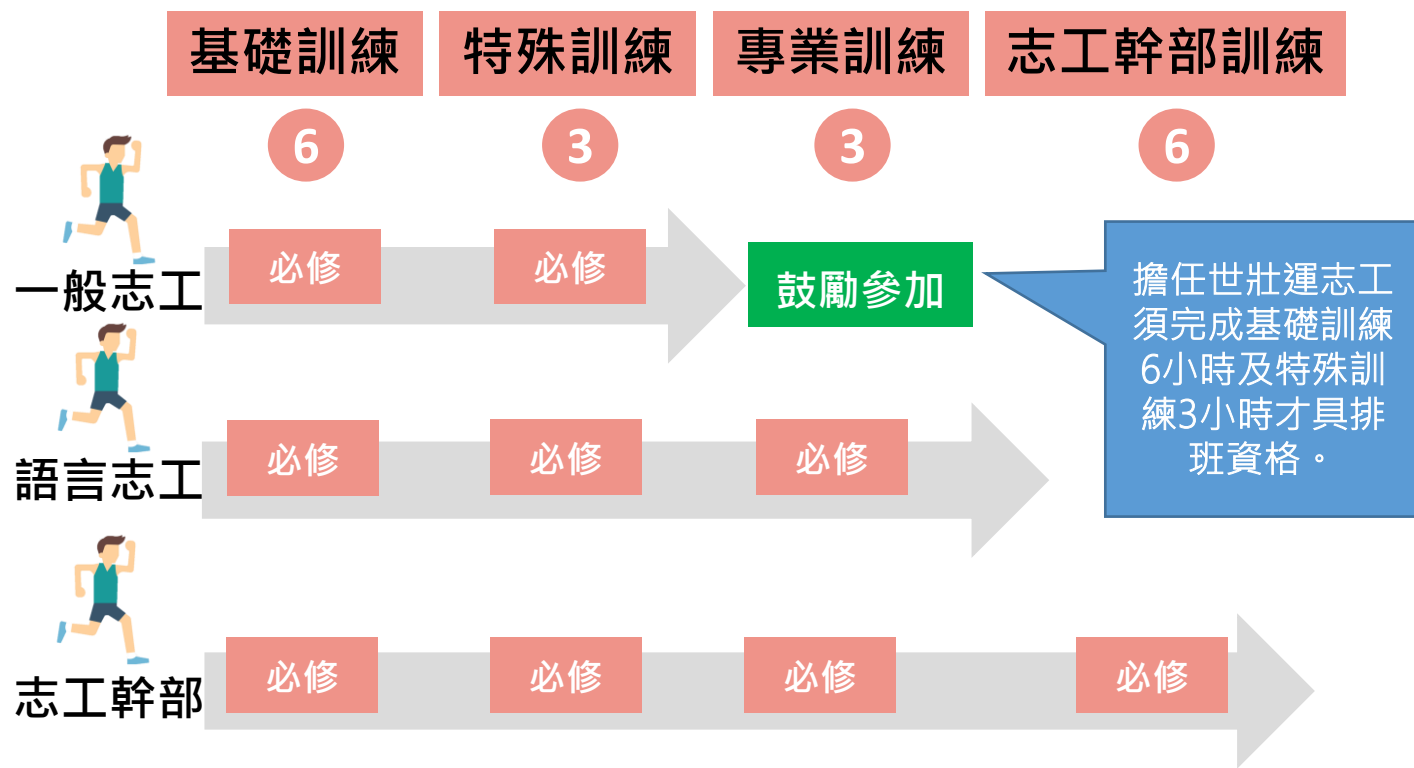 基礎訓練 特殊訓練 專業訓練 志工幹部訓練
6 3 3 6
一般志工 必修 必修 鼓勵參加
擔任世壯運志工
須完成基礎訓練
6小時及特殊訓
練3小時才具排
班資格。
語言志工 必修 必修 必修
志工幹部 必修 必修 必修 必修